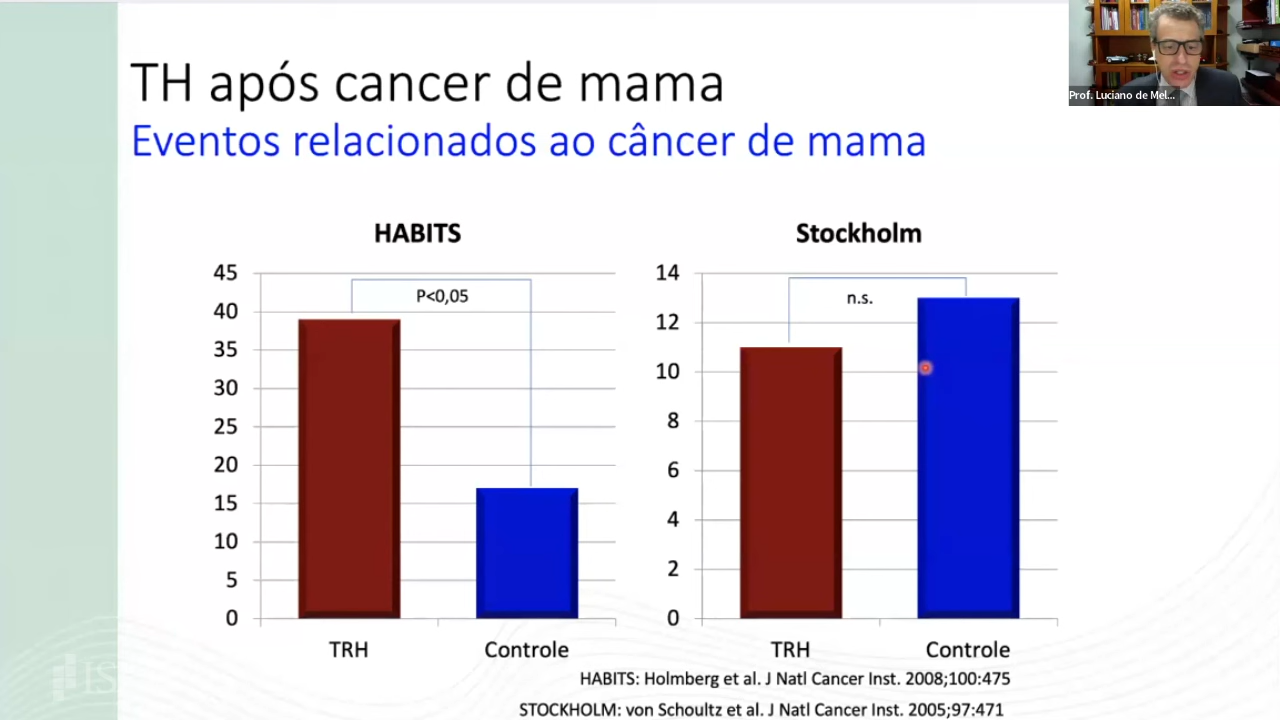 TH após cancer de mama
Eventos relacionados ao câncer de mama
Prof. Luciano de Mel...
HABITS
45
40
35
30
25
20
15
10
5
0
P<0,05
TRH
Controle
Stockholm
14
12
10
8
6
4
2
0
n.s.
TRH
Controle
HABITS: Holmberg et al. J Natl Cancer Inst. 2008;100:475
STOCKHOLM: von Schoultz et al. J Natl Cancer Inst. 2005;97:471